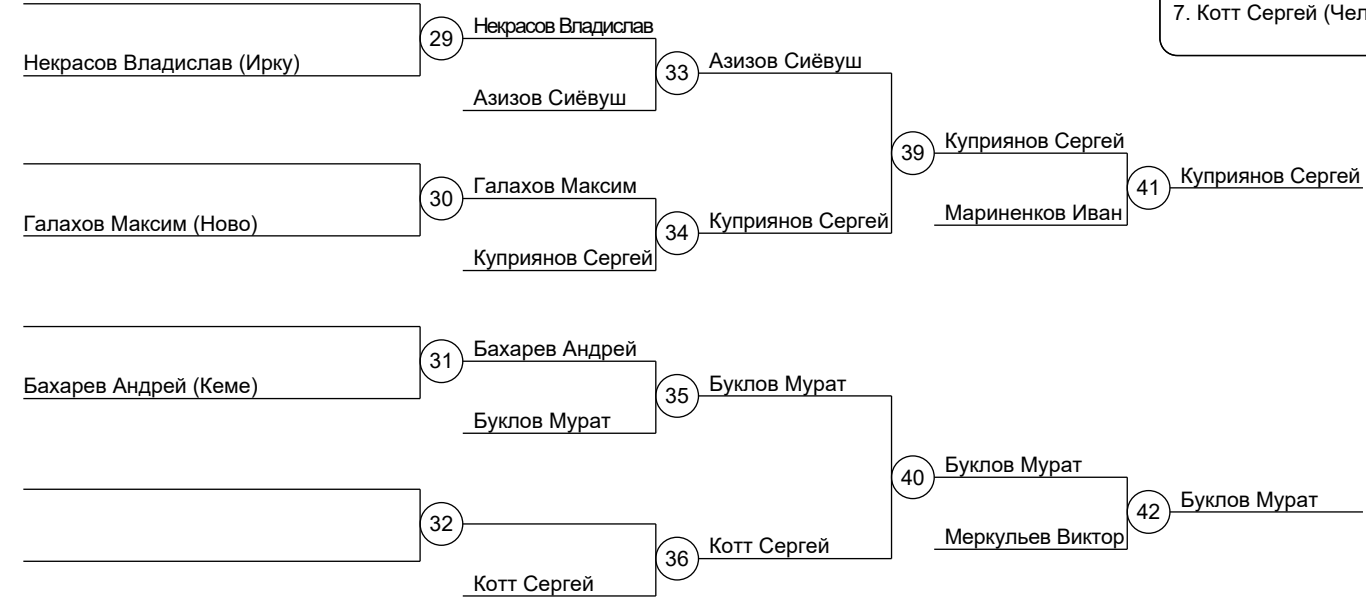 7. Котт Сергей (Чел
29
Некрасов Владислав
Некрасов Владислав (Ирку)
33
Азизов Сиёвуш
Азизов Сиёвуш
39
Куприянов Сергей
30
Галахов Максим
41
Куприянов Сергей
Галахов Максим (Ново)
34
Куприянов Сергей
Мариненков Иван
Куприянов Сергей
31
Бахарев Андрей
Бахарев Андрей (Кеме)
35
Буклов Мурат
Буклов Мурат
40
Буклов Мурат
32
42
Буклов Мурат
36
Котт Сергей
Меркульев Виктор
Котт Сергей